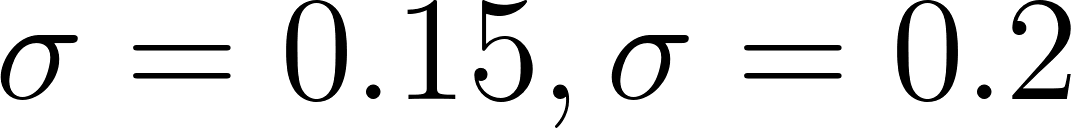 σ = 0.15, σ = 0.2